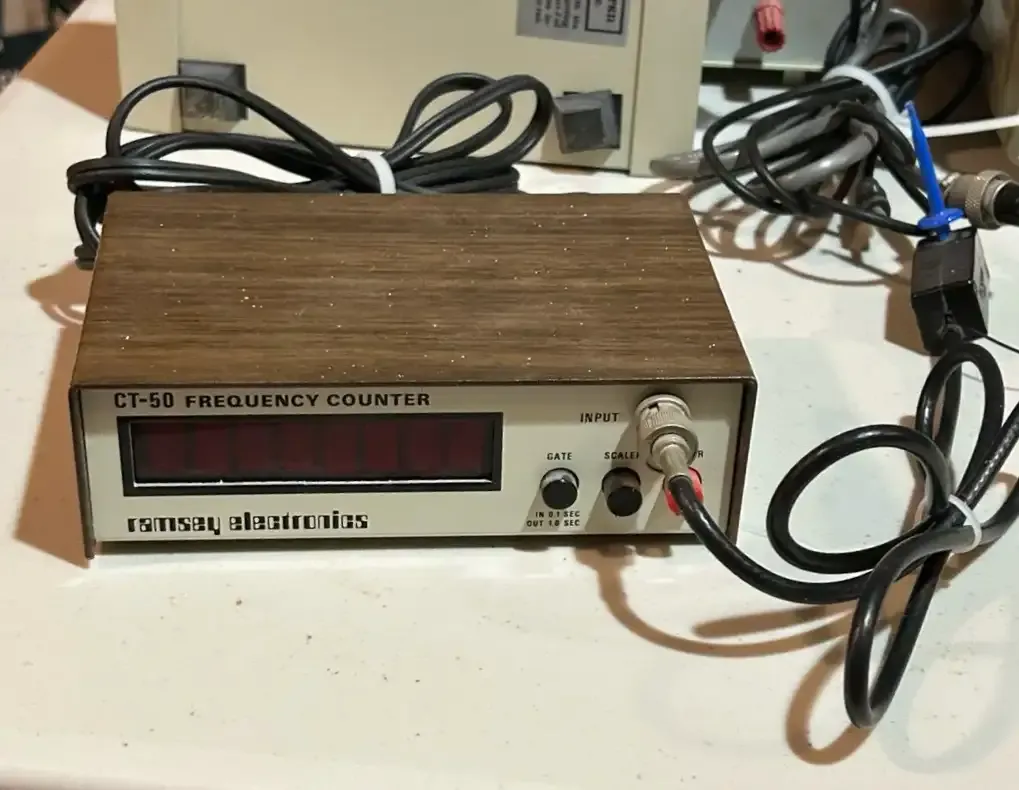 CT-50 FREQUENCY COUNTER
INPUT
GATE
IN 0.1 SEC
OUT 1.0 SEC
ramsey electronics